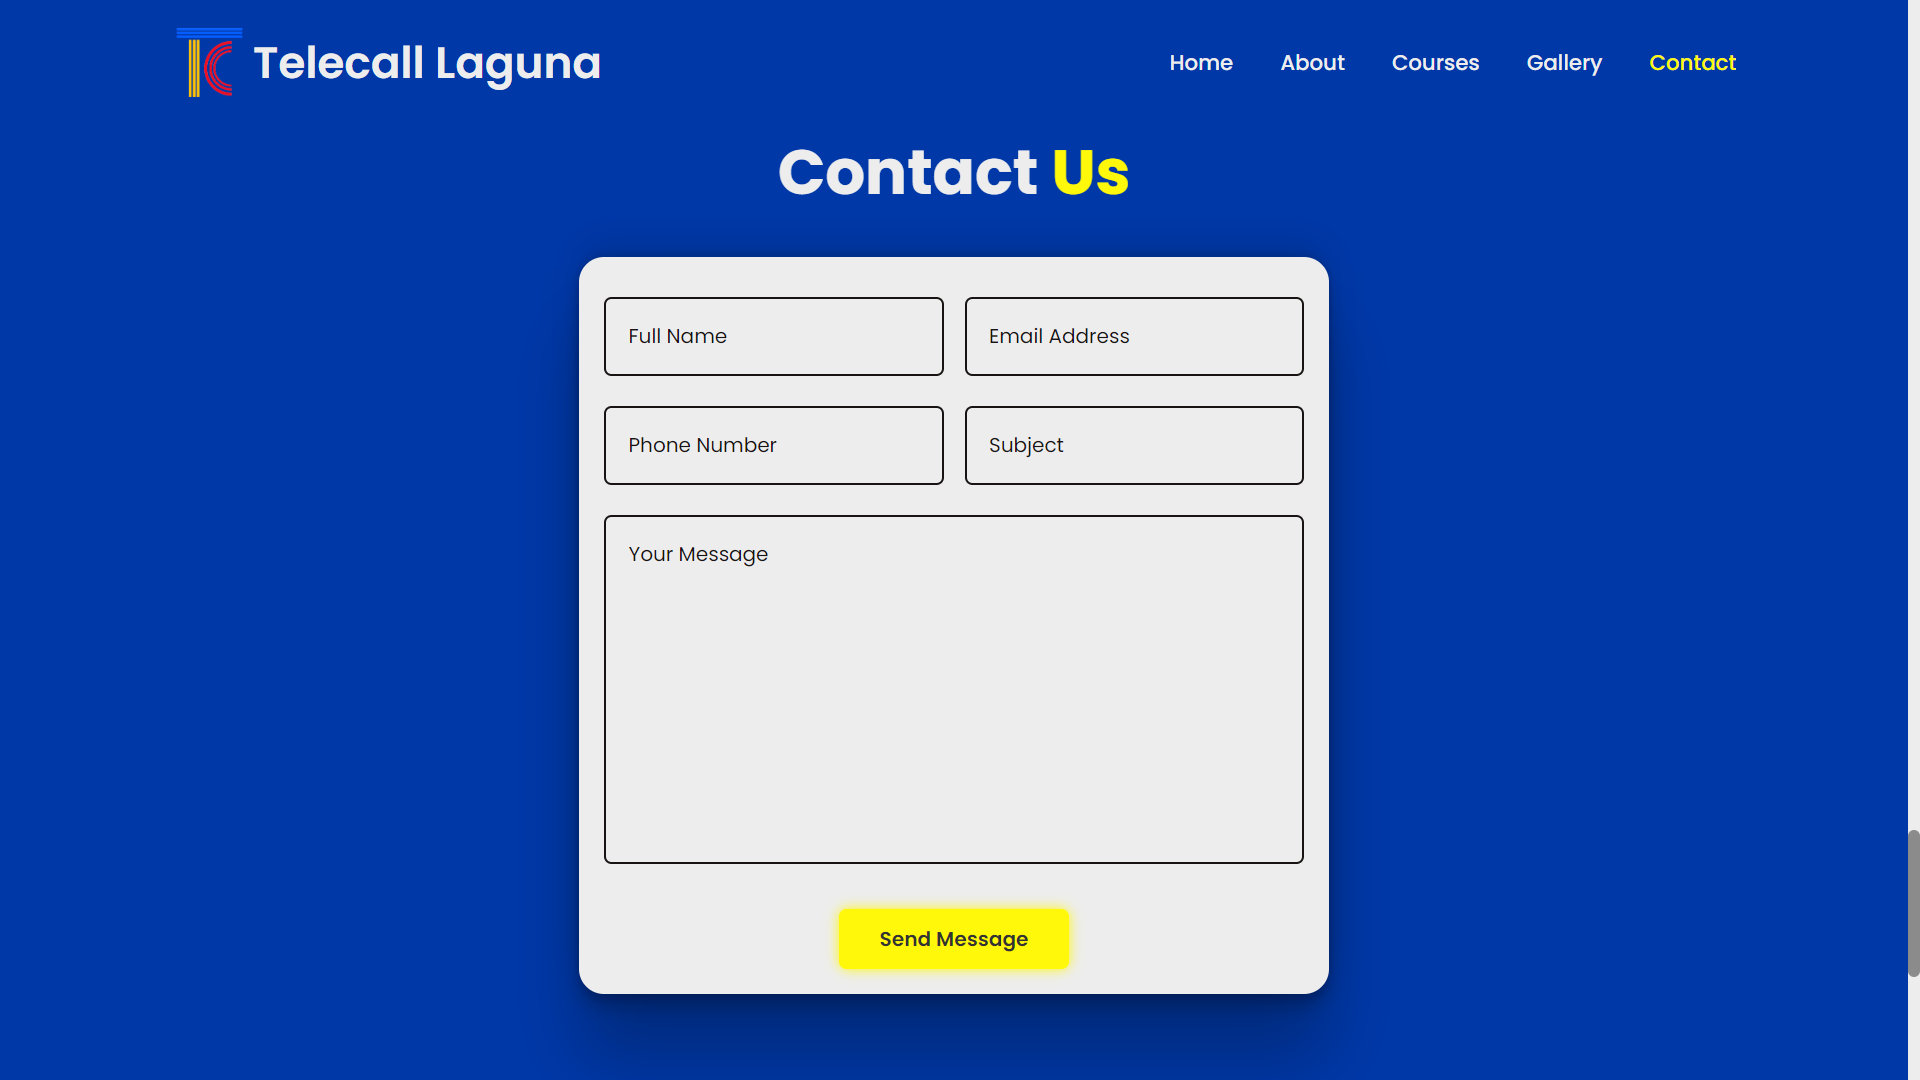 TC Telecall Laguna
Home About Courses Gallery Contact
Contact Us
Full Name
Email Address
Phone Number
Subject
Your Message
Send Message